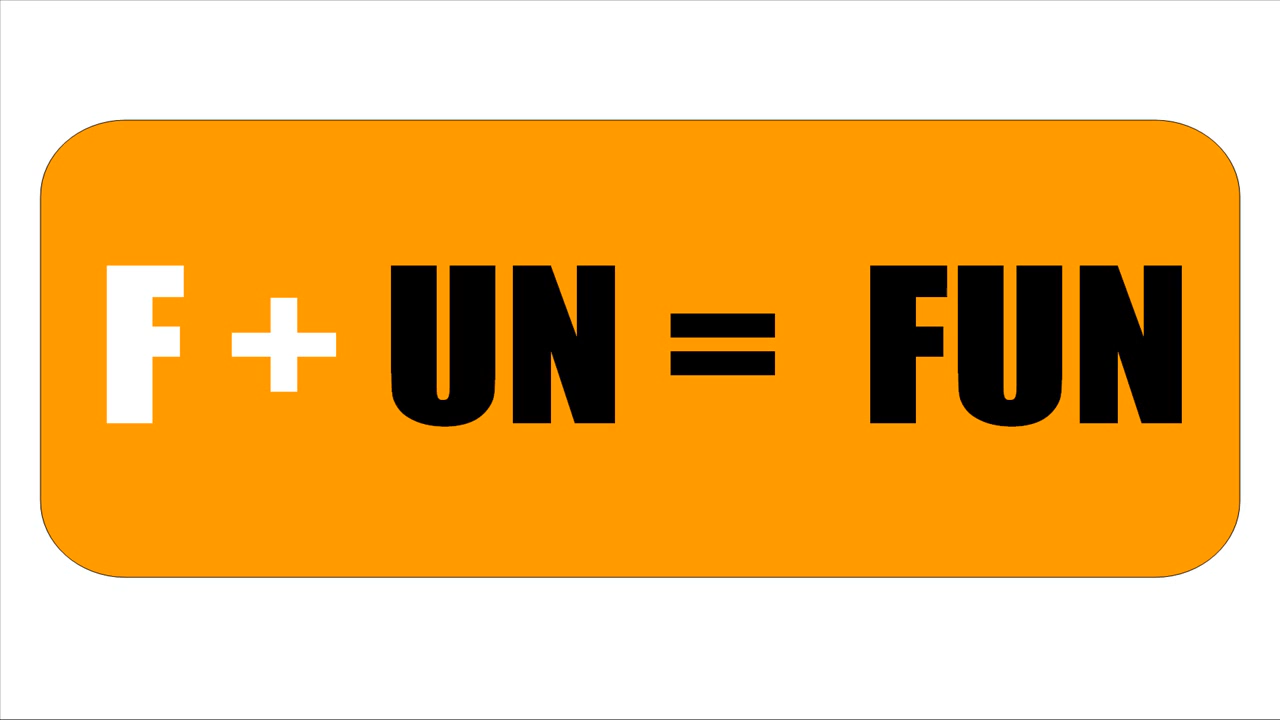 F + UN = FUN